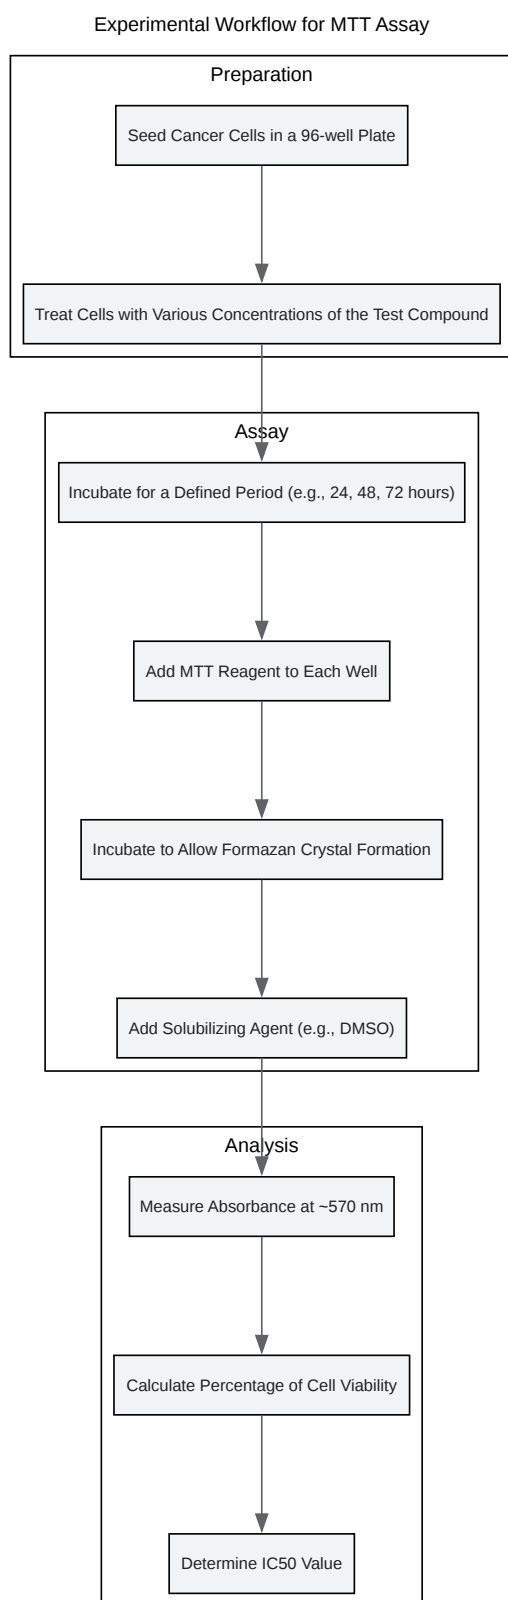 Experimental Workflow for MTT Assay
Preparation
Seed Cancer Cells in a 96-well Plate
Treat Cells with Various Concentrations of the Test Compound
Assay
Incubate for a Defined Period (e.g., 24, 48, 72 hours)
Add MTT Reagent to Each Well
Incubate to Allow Formazan Crystal Formation
Add Solubilizing Agent (e.g., DMSO)
Analysis
Measure Absorbance at ~570 nm
Calculate Percentage of Cell Viability
Determine IC50 Value